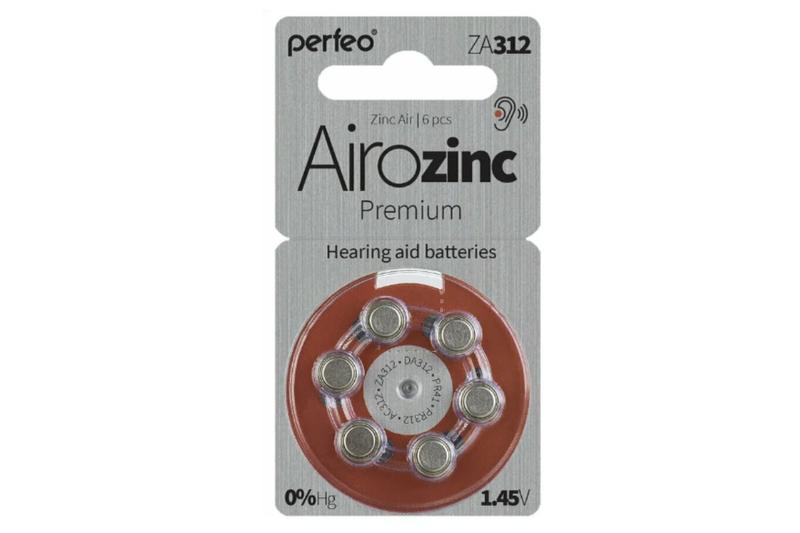 perfeo®
ZA312
Zinc Air | 6 pcs
Airozinc
Premium
Hearing aid batteries
ZA312 • DA312 • PR41 • PR312 • AC312 •
0%Hg
1.45V